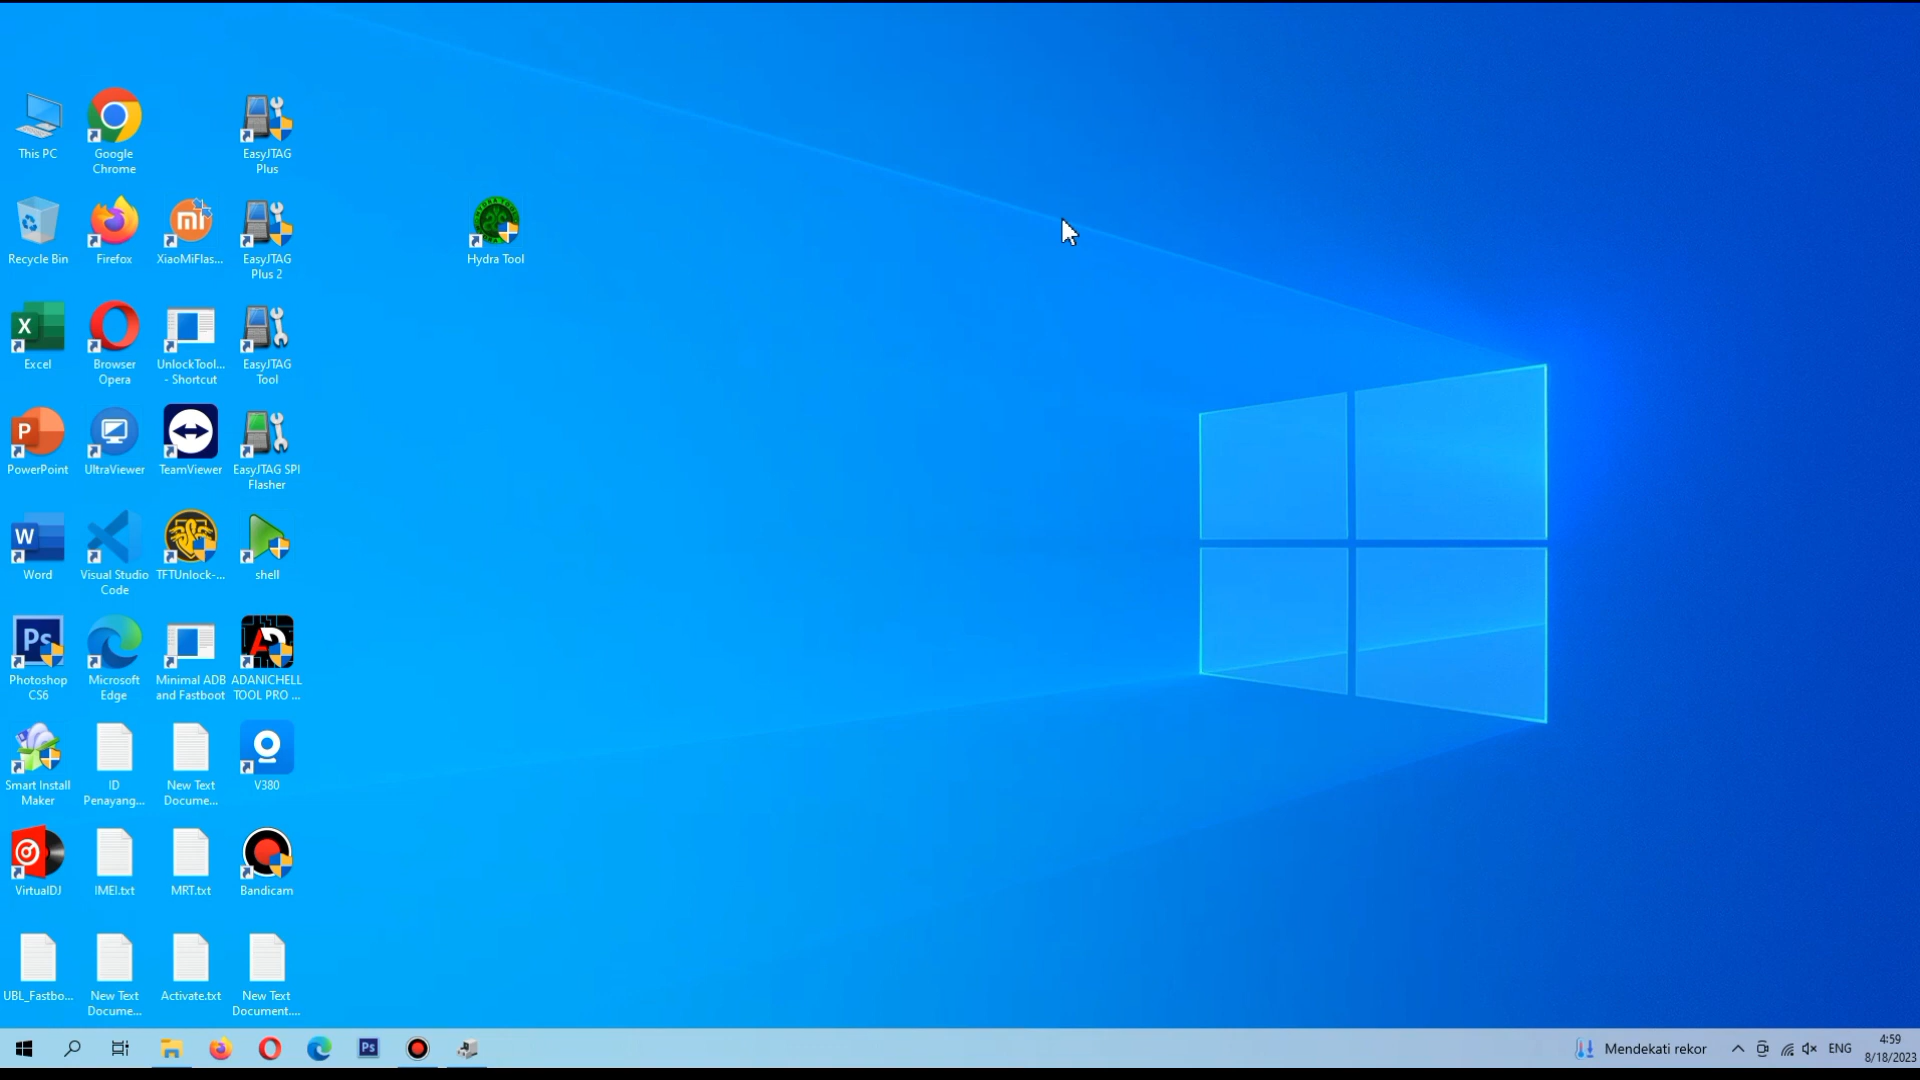 This PC
Google
Chrome
EasyJTAG
Plus
Recycle Bin
Firefox
XiaoMiFlas...
EasyJTAG
Plus 2
Hydra Tool
Excel
Browser
Opera
UnlockTool...
- Shortcut
EasyJTAG
Tool
PowerPoint
UltraViewer
TeamViewer
EasyJTAG SPI
Flasher
Word
Visual Studio
Code
TFTUnlock-...
shell
Photoshop
CS6
Microsoft
Edge
Minimal ADB
and Fastboot
ADANICHELL
TOOL PRO ...
Smart Install
Maker
ID
Penayang...
New Text
Docume...
V380
VirtualDJ
IMEI.txt
MRT.txt
Bandicam
UBL_Fastbo...
New Text
Docume...
Activate.txt
New Text
Document....
Mendekati rekor
ENG
4:59
8/18/2023